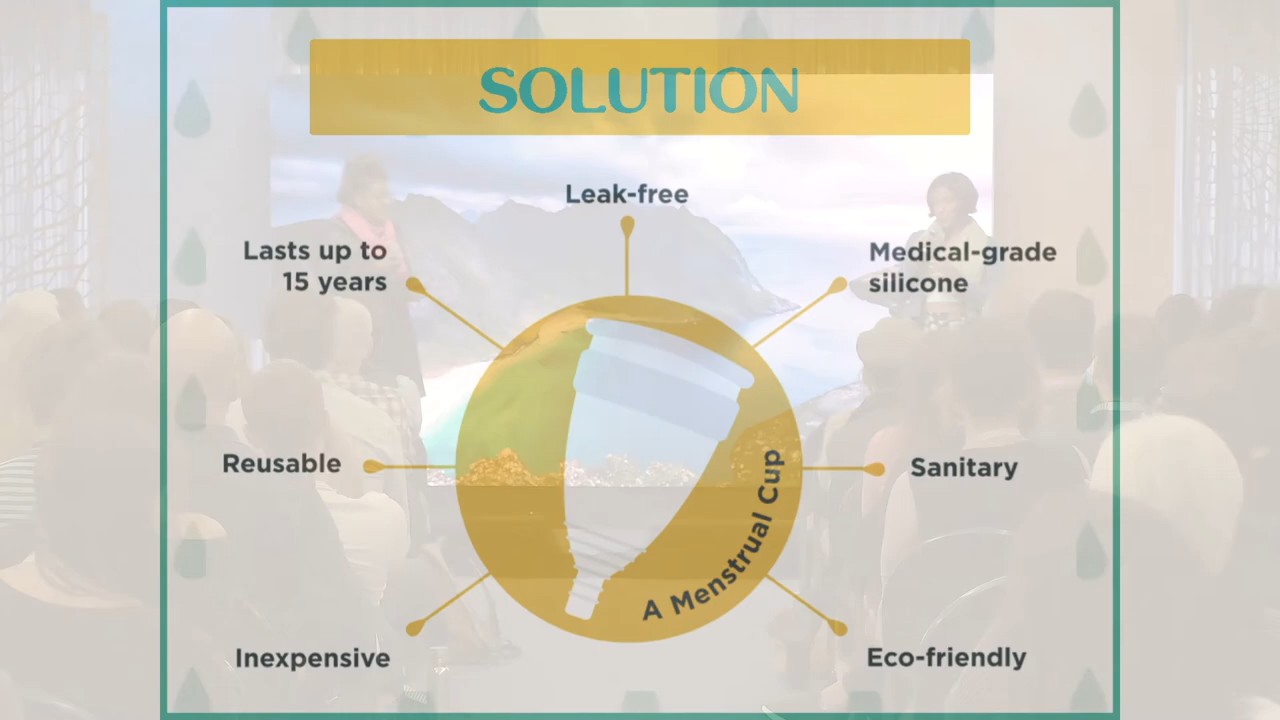 SOLUTION
Leak-free
Lasts up to
15 years
Medical-grade
silicone
Reusable
Sanitary
A Menstrual Cup
Inexpensive
Eco-friendly